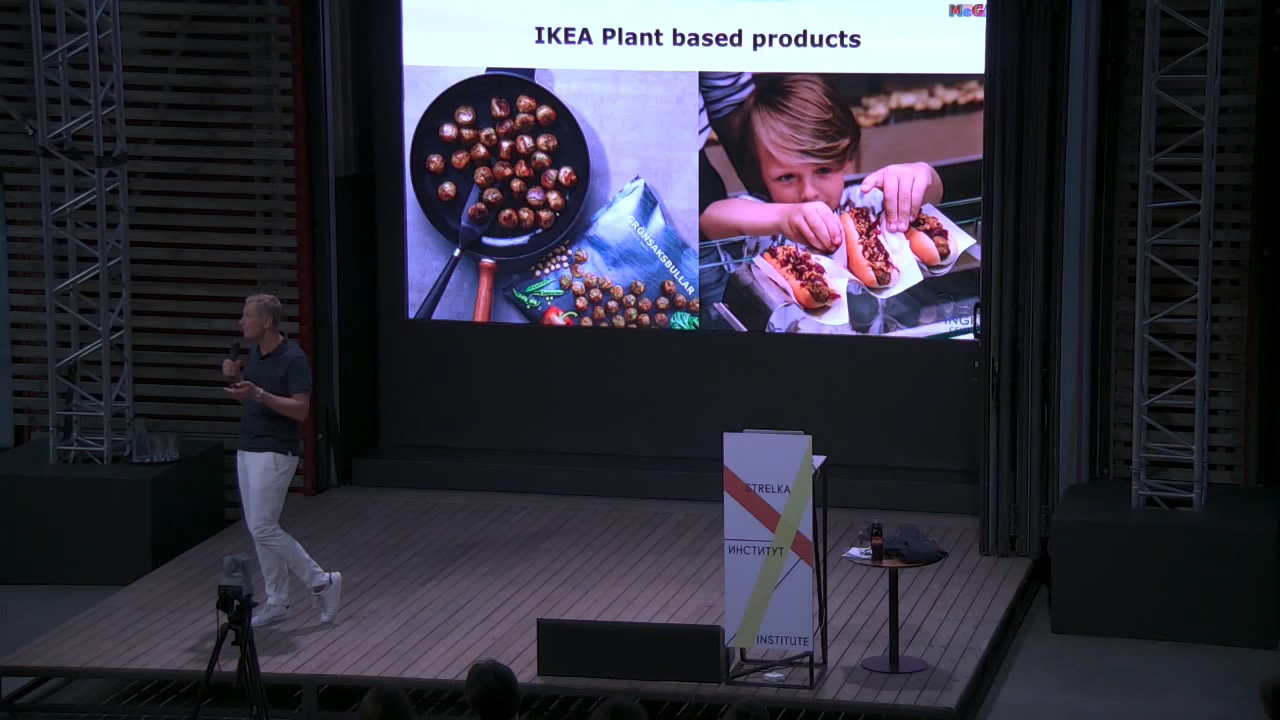 IKEA Plant based products
GRÖNSAKSBULLAR
STRELKA
ИНСТИТУТ
INSTITUTE